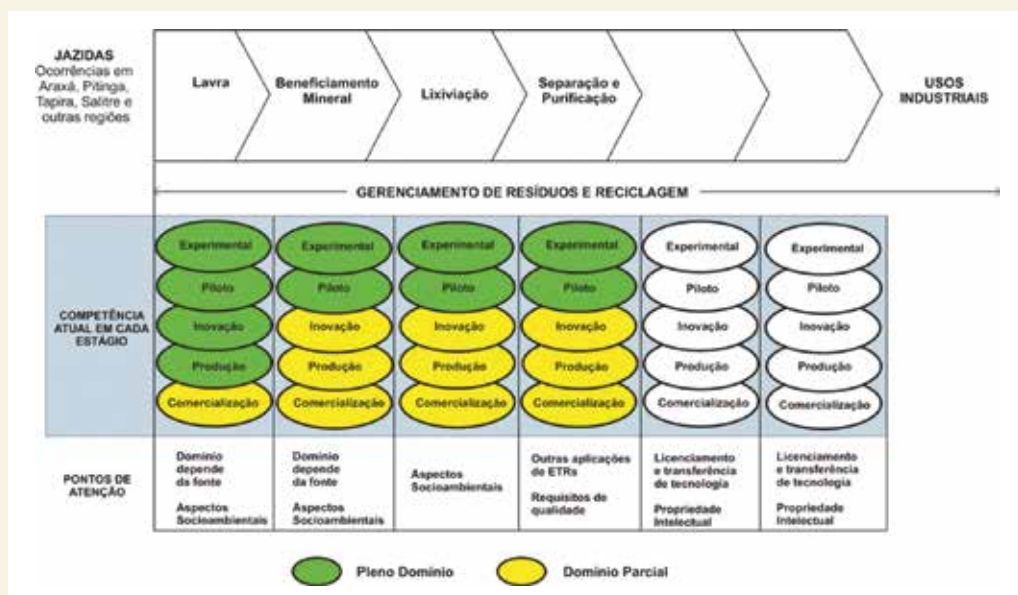 JAZIDAS
Ocorrências em
Araxá, Pitinga,
Tapira, Salitre e
outras regiões
Lavra
Beneficiamento
Mineral
Lixiviação
Separação e
Purificação
USOS
INDUSTRIAIS
GERENCIAMENTO DE RESÍDUOS E RECICLAGEM
COMPETÊNCIA
ATUAL EM CADA
ESTÁGIO
Experimental
Piloto
Inovação
Produção
Comercialização
Experimental
Piloto
Inovação
Produção
Comercialização
Experimental
Piloto
Inovação
Produção
Comercialização
Experimental
Piloto
Inovação
Produção
Comercialização
Experimental
Piloto
Inovação
Produção
Comercialização
Experimental
Piloto
Inovação
Produção
Comercialização
PONTOS DE
ATENÇÃO
Domínio
depende
da fonte
Aspectos
Socioambientais
Domínio
depende
da fonte
Aspectos
Socioambientais
Aspectos
Socioambientais
Outras aplicações
de ETRs
Requisitos de
qualidade
Licenciamento
e transferência
de tecnologia
Propriedade
Intelectual
Licenciamento
e transferência
de tecnologia
Propriedade
Intelectual
Pleno Domínio
Domínio Parcial